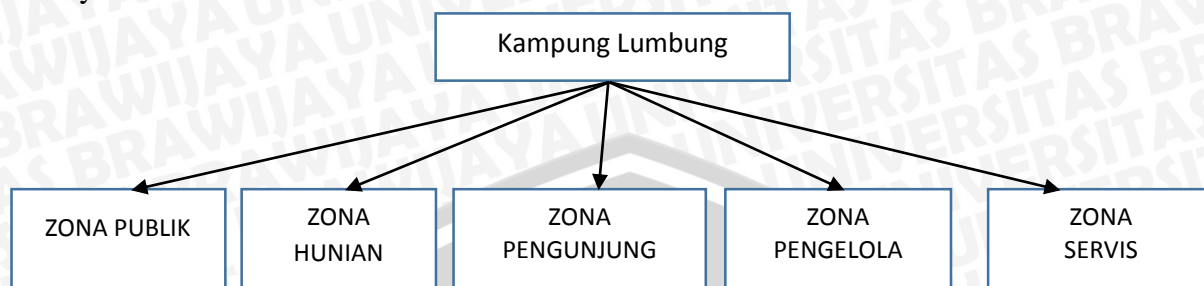 Kampung Lumbung
ZONA PUBLIK
ZONA
HUNIAN
ZONA
PENGUNJUNG
ZONA
PENGELOLA
ZONA
SERVIS